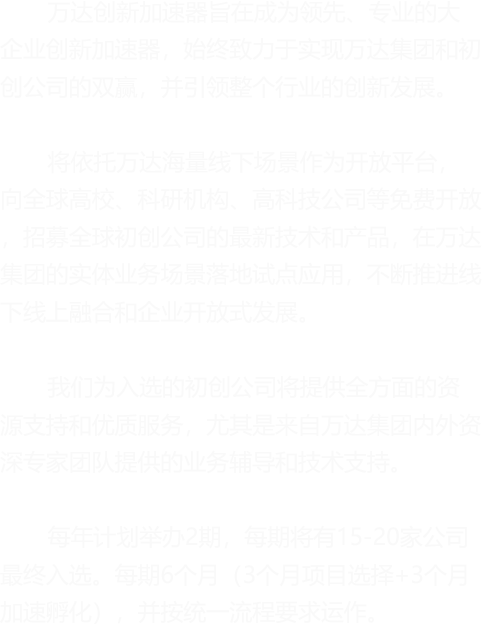 万达创新加速器旨在成为领先、专业的大
企业创新加速器，始终致力于实现万达集团和初
创公司的双赢，并引领整个行业的创新发展。
将依托万达海量线下场景作为开放平台，
向全球高校、科研机构、高科技公司等免费开放
，招募全球初创公司的最新技术和产品，在万达
集团的实体业务场景落地试点应用，不断推进线
下线上融合和企业开放式发展。
我们为入选的初创公司将提供全方面的资
源支持和优质服务，尤其是来自万达集团内外资
深专家团队提供的业务辅导和技术支持。
每年计划举办2期，每期将有15-20家公司
最终入选。每期6个月（3个月项目选择+3个月
加速孵化），并按统一流程要求运作。